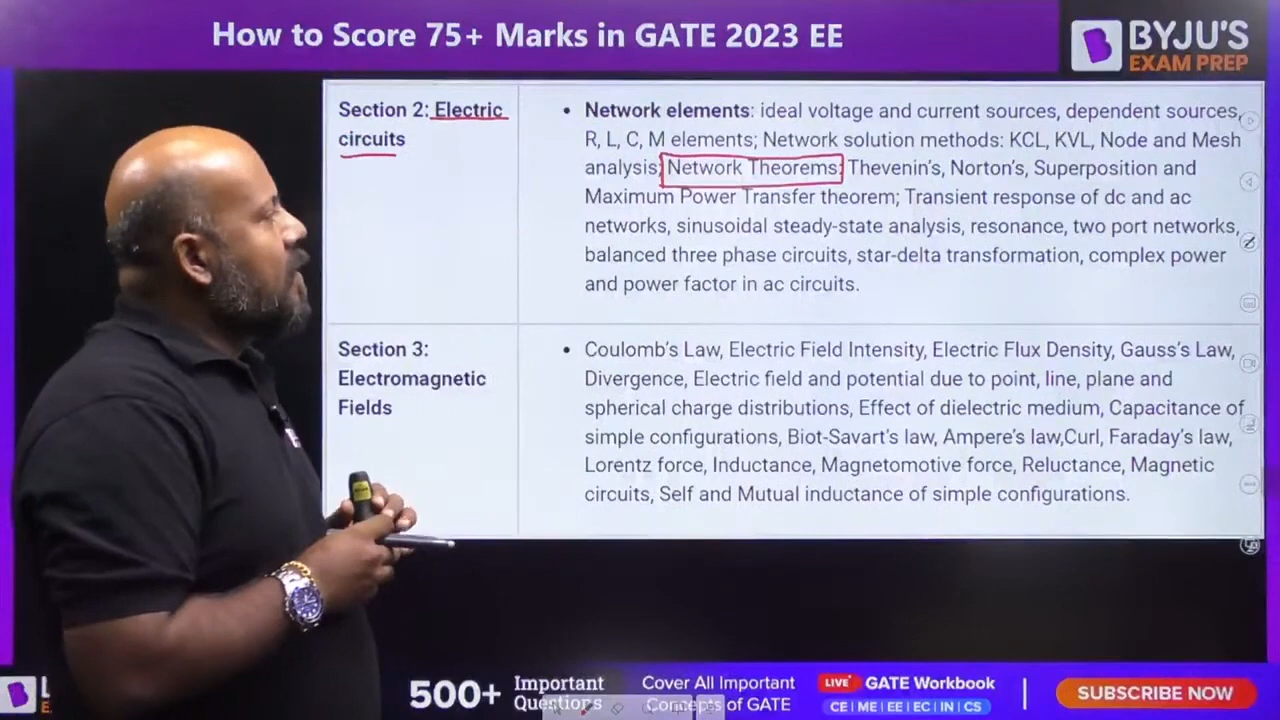 How to Score 75+ Marks in GATE 2023 EE
BYJU'S
EXAM PREP
Section 2: Electric
circuits
• Network elements: ideal voltage and current sources, dependent sources,
R, L, C, M elements; Network solution methods: KCL, KVL, Node and Mesh
analysis; Network Theorems: Thevenin's, Norton's, Superposition and
Maximum Power Transfer theorem; Transient response of dc and ac
networks, sinusoidal steady-state analysis, resonance, two port networks,
balanced three phase circuits, star-delta transformation, complex power
and power factor in ac circuits.
Section 3:
Electromagnetic
Fields
• Coulomb's Law, Electric Field Intensity, Electric Flux Density, Gauss's Law,
Divergence, Electric field and potential due to point, line, plane and
spherical charge distributions, Effect of dielectric medium, Capacitance of
simple configurations, Biot-Savart's law, Ampere's law,Curl, Faraday's law,
Lorentz force, Inductance, Magnetomotive force, Reluctance, Magnetic
circuits, Self and Mutual inductance of simple configurations.
500+
Important
Questions
Cover All Important
Concepts of GATE
LIVE
GATE Workbook
CE | ME | EE | EC | IN | CS
SUBSCRIBE NOW